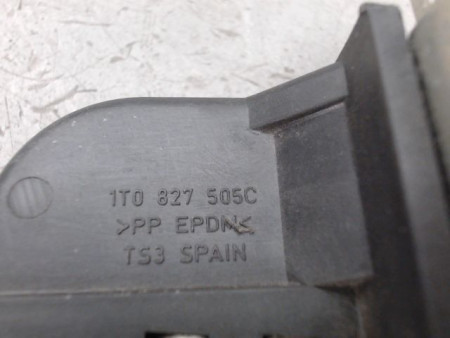 1T0 827 505C
>PP EPDM<
TS3 SPAIN